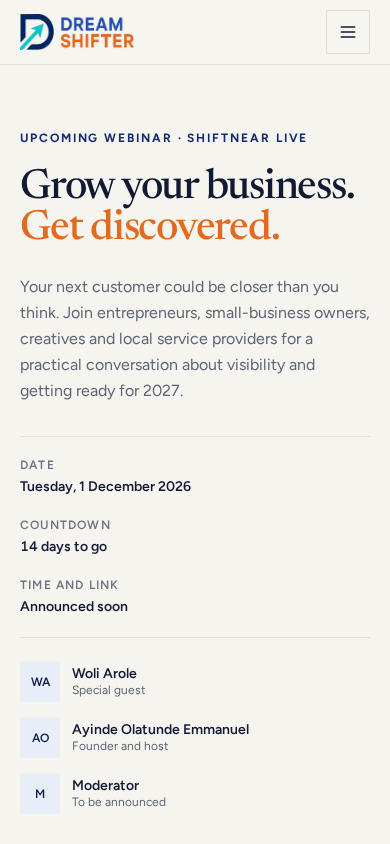 DREAM
SHIFTER
UPCOMING WEBINAR · SHIFTNEAR LIVE
Grow your business.
Get discovered.
Your next customer could be closer than you
think. Join entrepreneurs, small-business owners,
creatives and local service providers for a
practical conversation about visibility and
getting ready for 2027.
DATE
Tuesday, 1 December 2026
COUNTDOWN
14 days to go
TIME AND LINK
Announced soon
WA
Woli Arole
Special guest
AO
Ayinde Olatunde Emmanuel
Founder and host
M
Moderator
To be announced